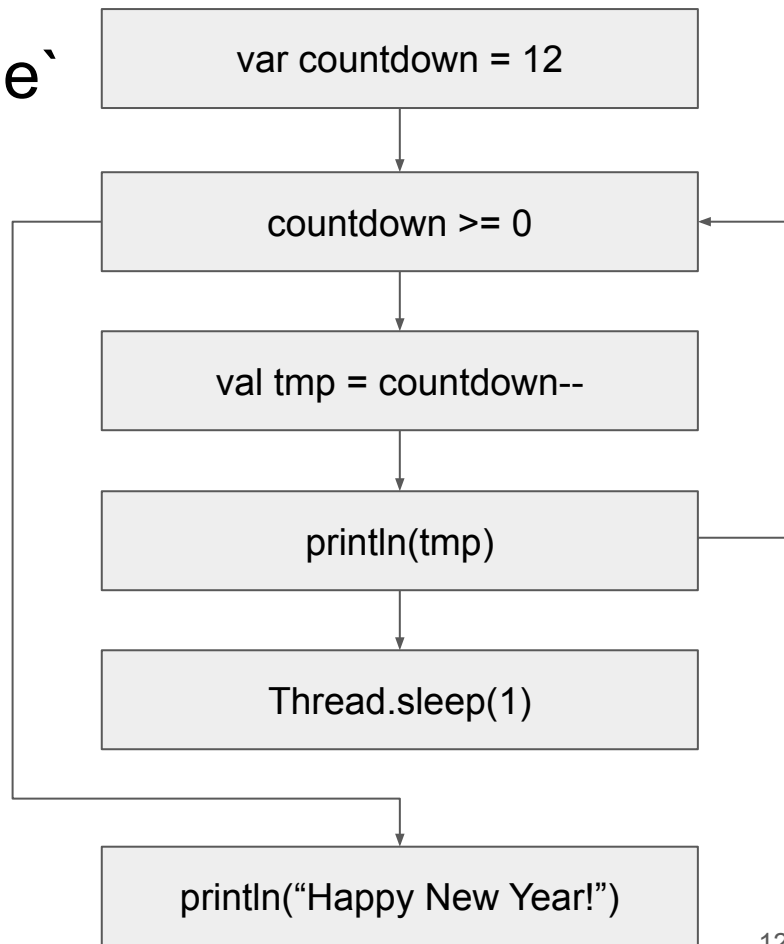 e`
var countdown = 12
countdown >= 0
val tmp = countdown--
println(tmp)
Thread.sleep(1)
println(“Happy New Year!”)
12